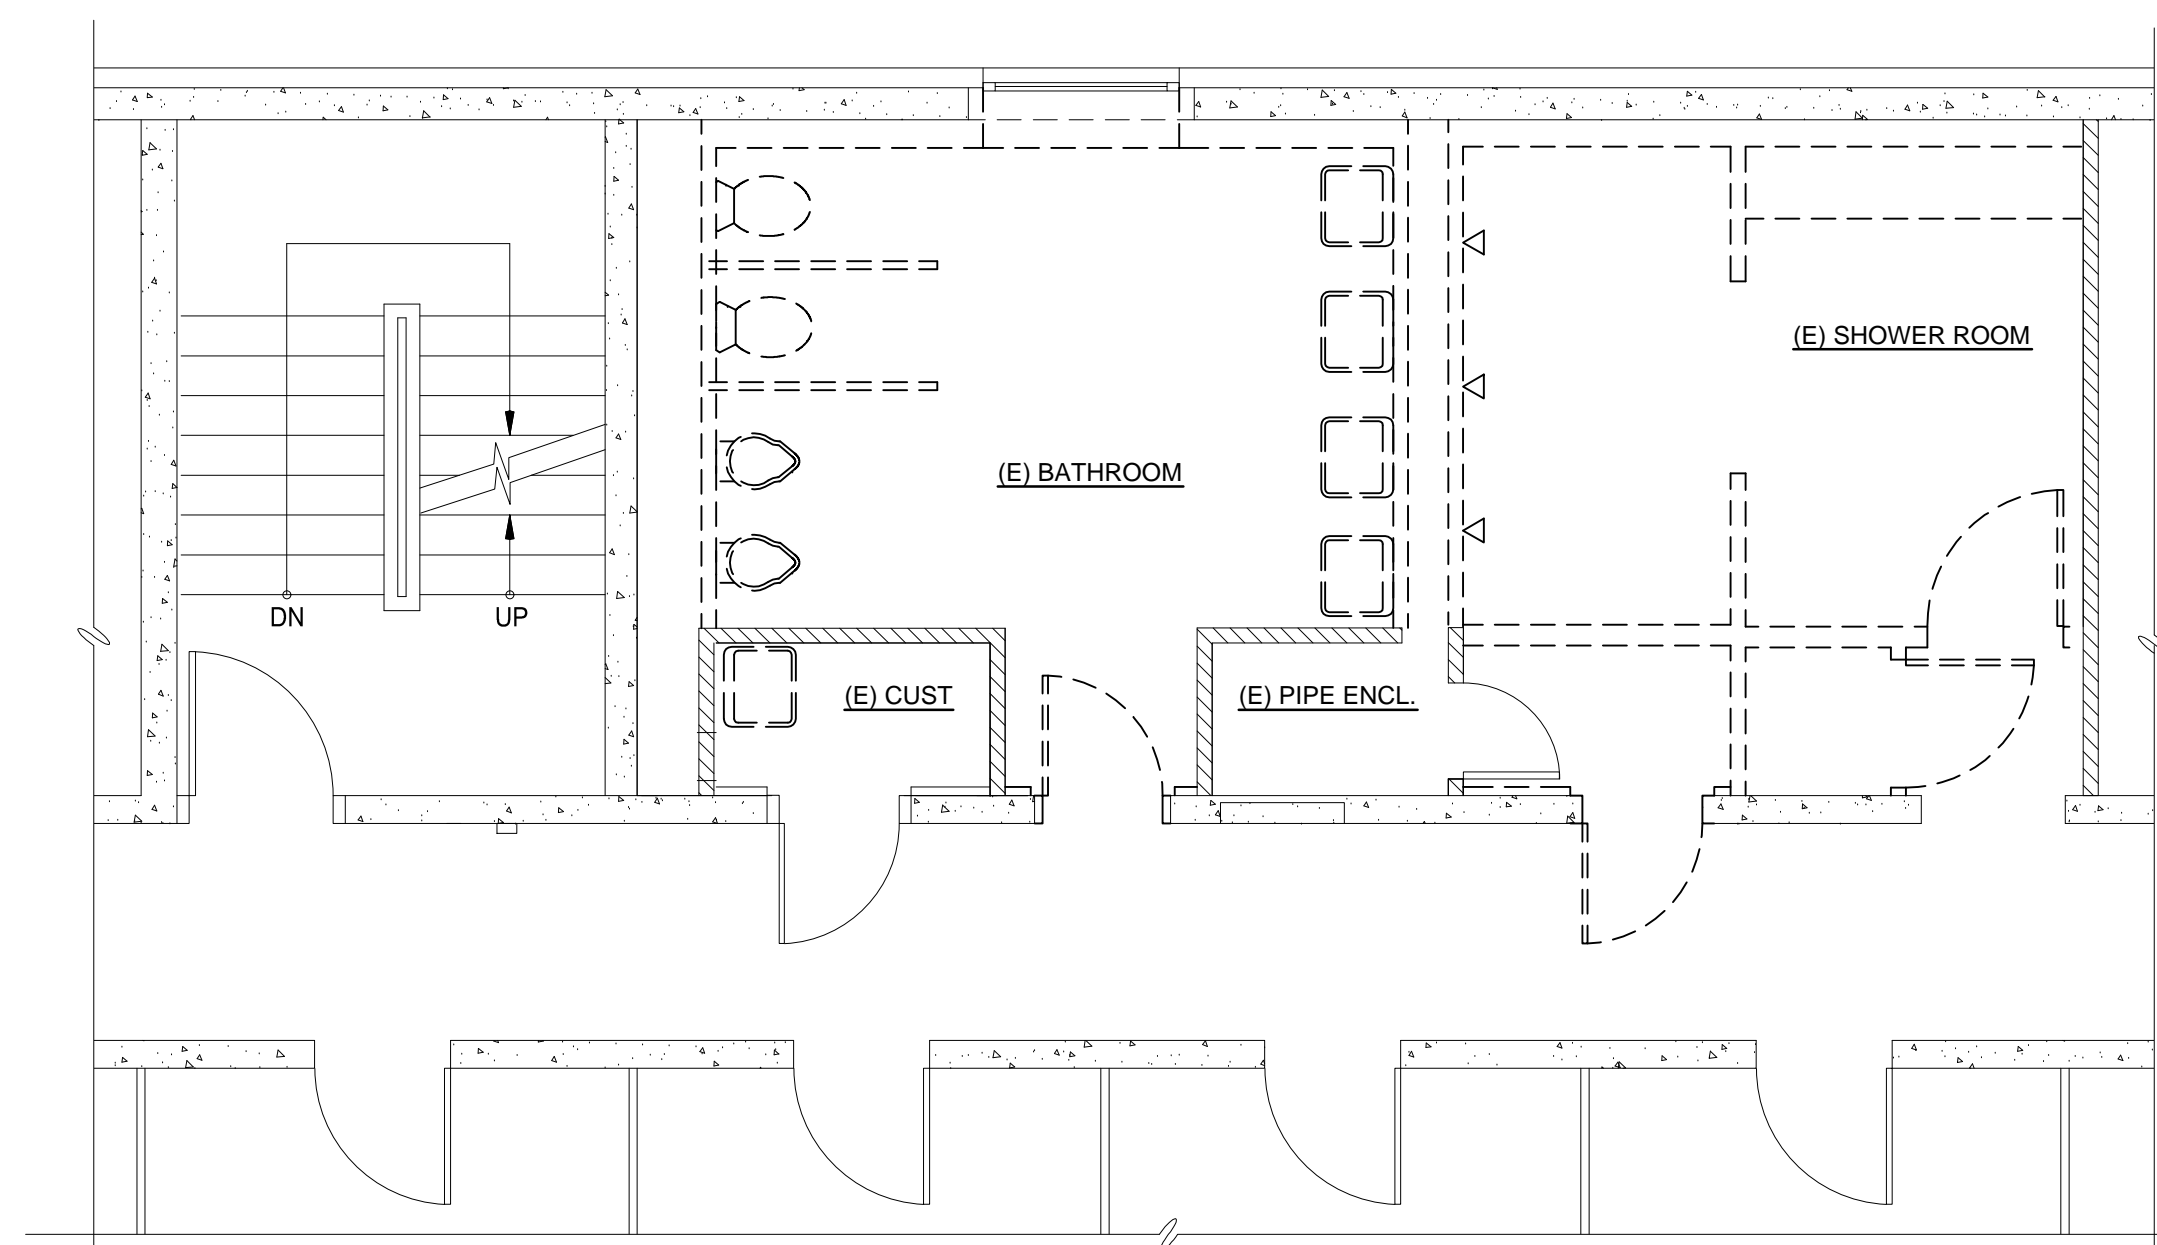 (E) SHOWER ROOM
(E) BATHROOM
DN
UP
(E) CUST
(E) PIPE ENCL.